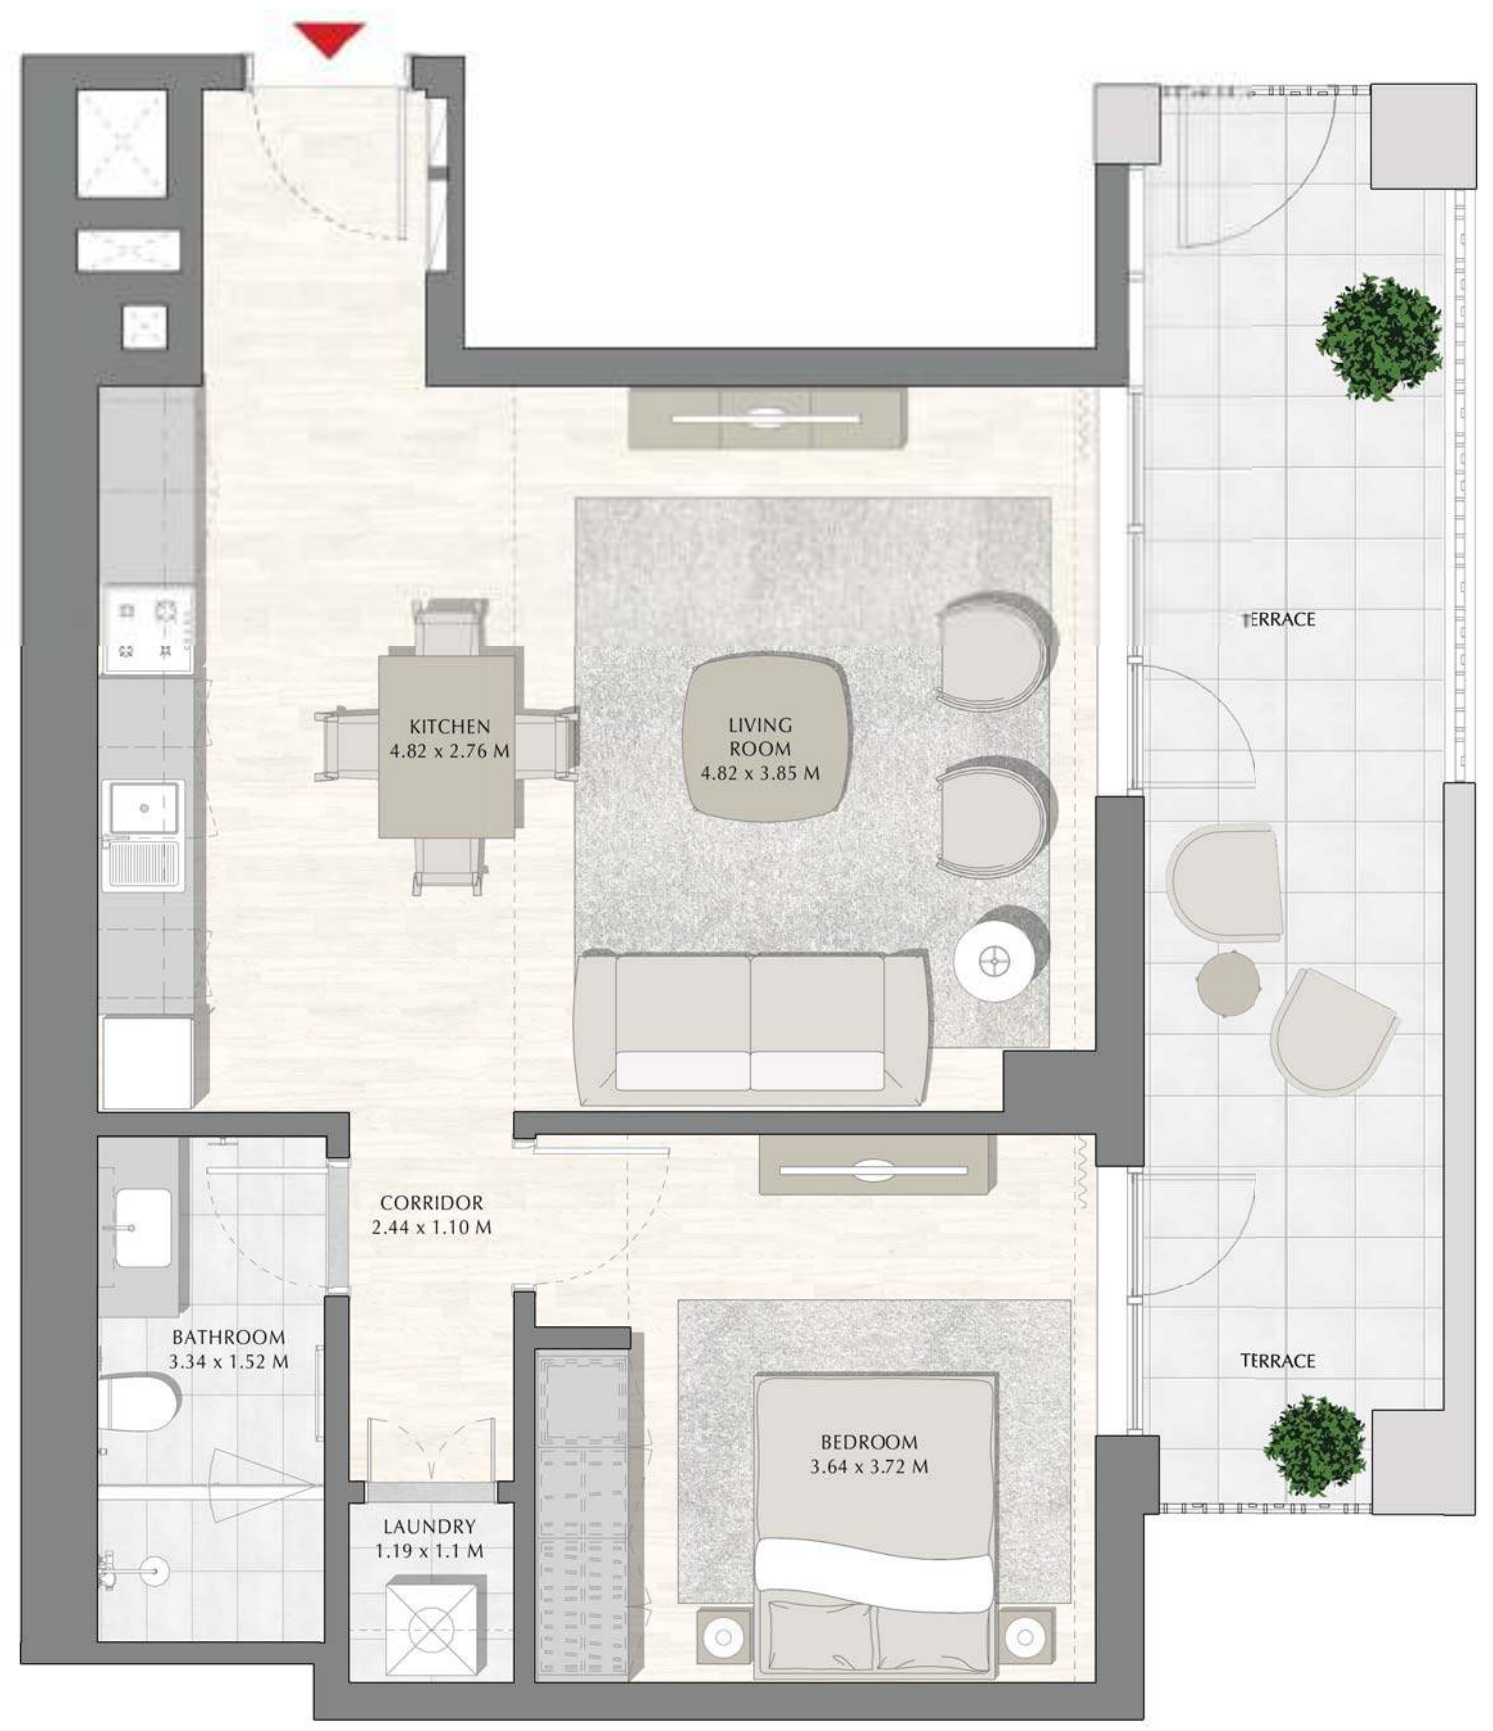 TERRACE
KITCHEN
4.82 x 2.76 M
LIVING
ROOM
4.82 x 3.85 M
CORRIDOR
2.44 x 1.10 M
BATHROOM
3.34 x 1.52 M
TERRACE
BEDROOM
3.64 x 3.72 M
LAUNDRY
1.19 x 1.1 M